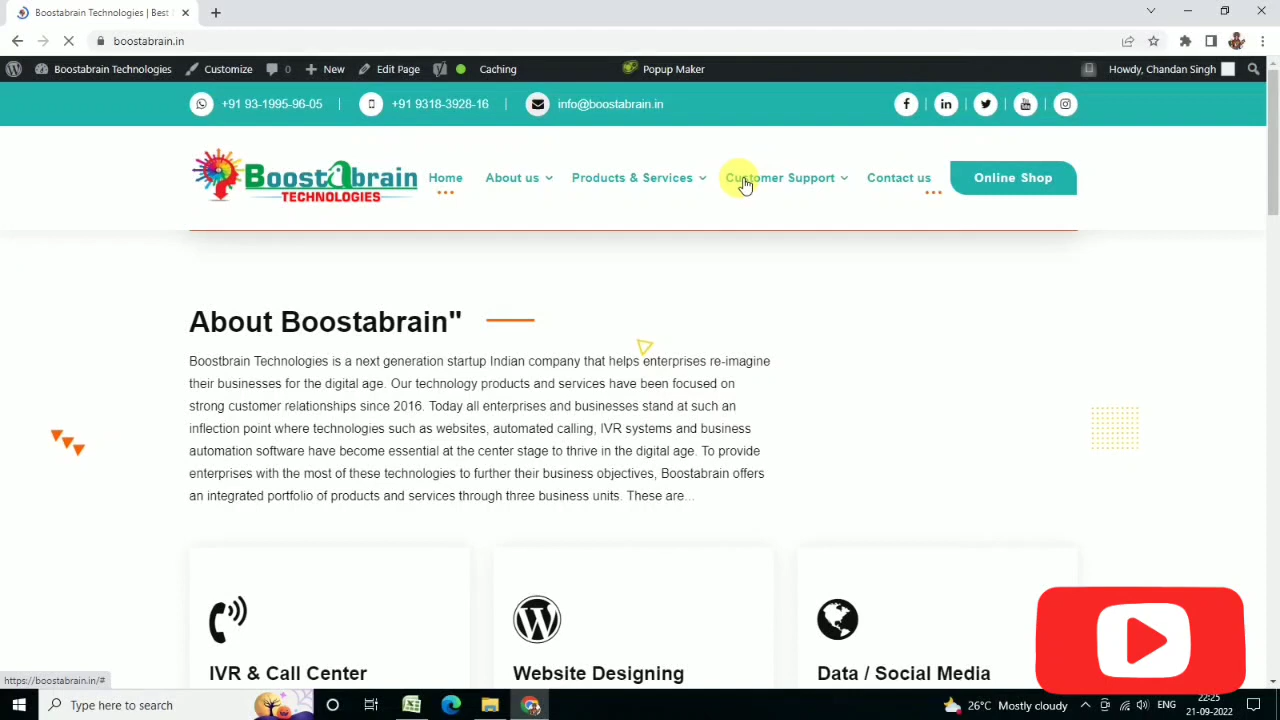 Boostabrain Technologies | Best
boostabrain.in
Boostabrain Technologies Customize 0 New Edit Page Caching Popup Maker Howdy, Chandan Singh
+91 93-1995-96-05 | +91 9318-3928-16 | info@boostabrain.in
Boostabrain
TECHNOLOGIES
Home About us Products & Services Customer Support Contact us Online Shop
About Boostabrain"
Boostbrain Technologies is a next generation startup Indian company that helps enterprises re-imagine
their businesses for the digital age. Our technology products and services have been focused on
strong customer relationships since 2016. Today all enterprises and businesses stand at such an
inflection point where technologies such as websites, automated calling, IVR systems and business
automation software have become essential at the center stage to thrive in the digital age. To provide
enterprises with the most of these technologies to further their business objectives, Boostabrain offers
an integrated portfolio of products and services through three business units. These are...
IVR & Call Center Website Designing Data / Social Media
https://boostabrain.in/#
Type here to search 26°C Mostly cloudy ENG 22:25
21-09-2022